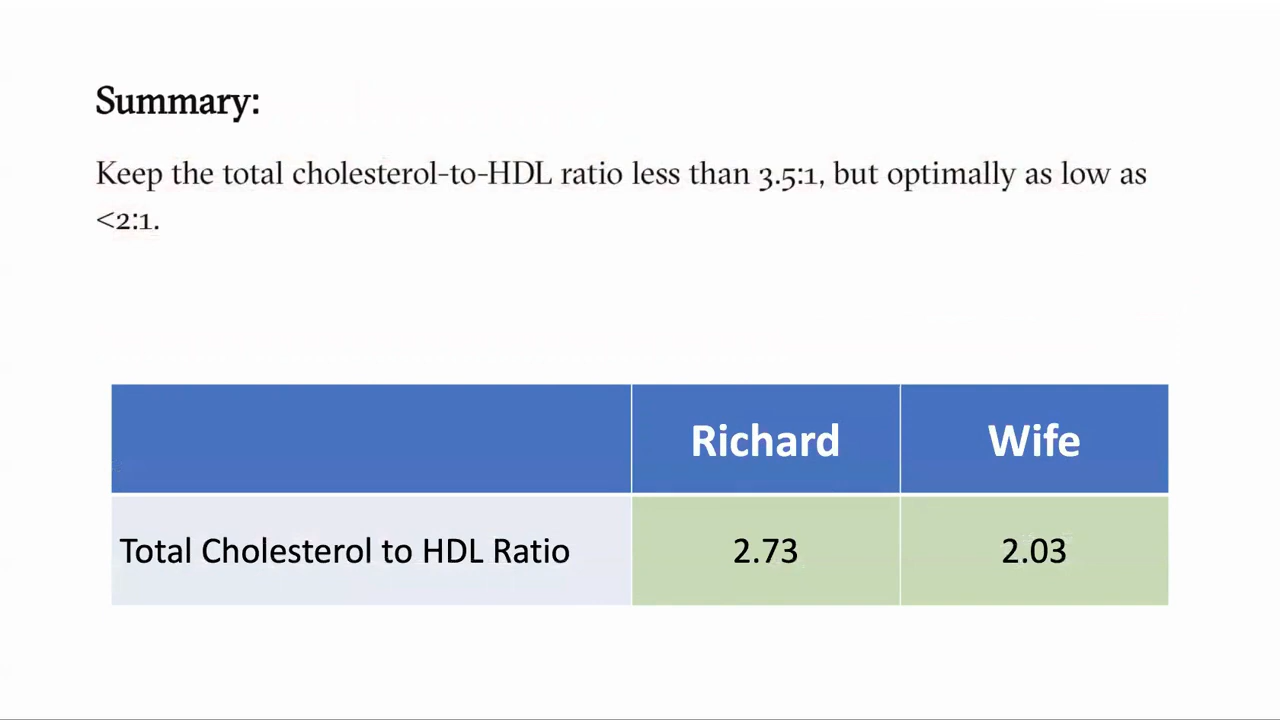 Summary:
Keep the total cholesterol-to-HDL ratio less than 3.5:1, but optimally as low as
<2:1.
Richard Wife
Total Cholesterol to HDL Ratio 2.73 2.03